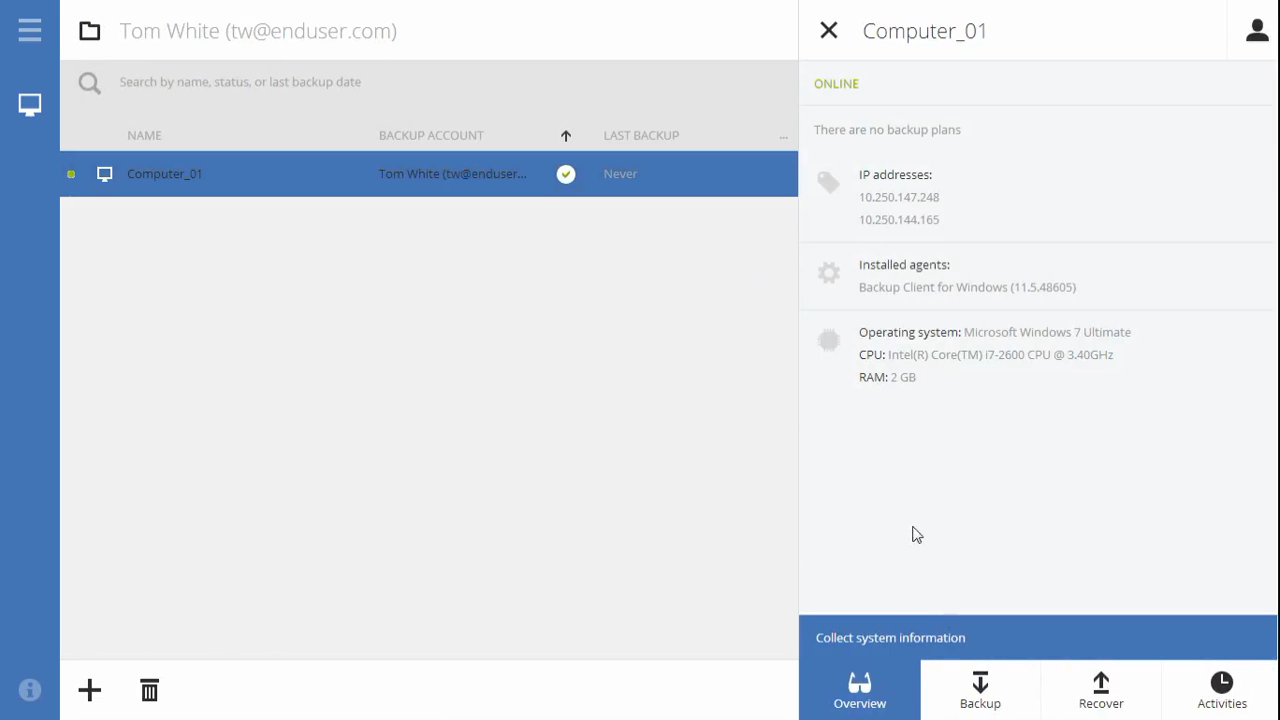 Tom White (tw@enduser.com)
Search by name, status, or last backup date
NAME BACKUP ACCOUNT LAST BACKUP ...
Computer_01 Tom White (tw@enduser... Never
Computer_01
ONLINE
There are no backup plans
IP addresses:
10.250.147.248
10.250.144.165
Installed agents:
Backup Client for Windows (11.5.48605)
Operating system: Microsoft Windows 7 Ultimate
CPU: Intel(R) Core(TM) i7-2600 CPU @ 3.40GHz
RAM: 2 GB
Collect system information
Overview Backup Recover Activities